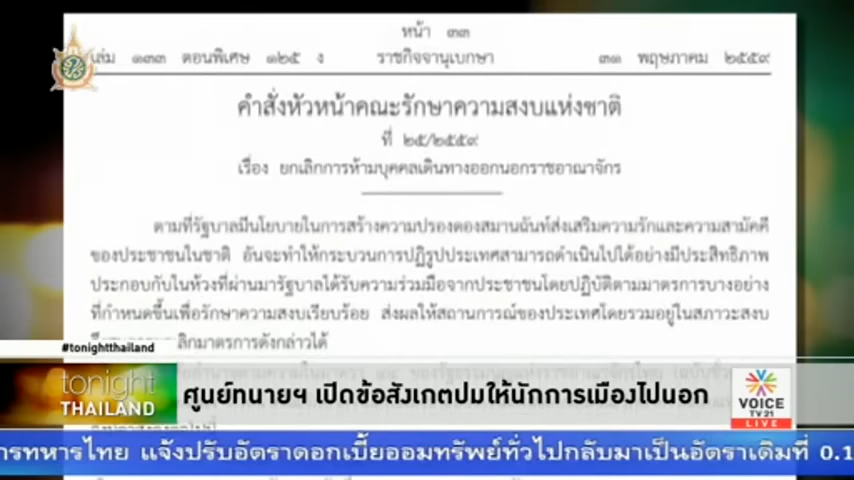 หน้า ๓๓
เล่ม ๑๓๓ ตอนพิเศษ ๑๒๕ ง ราชกิจจานุเบกษา ๓๑ พฤษภาคม ๒๕๕๙
คำสั่งหัวหน้าคณะรักษาความสงบแห่งชาติ
ที่ ๒๕/๒๕๕๙
เรื่อง ยกเลิกการห้ามบุคคลเดินทางออกนอกราชอาณาจักร
ตามที่รัฐบาลมีนโยบายในการสร้างความปรองดองสมานฉันท์ส่งเสริมความรักและความสามัคคี
ของประชาชนในชาติ อันจะทำให้กระบวนการปฏิรูปประเทศสามารถดำเนินไปได้อย่างมีประสิทธิภาพ
ประกอบกับในห้วงที่ผ่านมารัฐบาลได้รับความร่วมมือจากประชาชนโดยปฏิบัติตามมาตรการบางอย่าง
ที่กำหนดขึ้นเพื่อรักษาความสงบเรียบร้อย ส่งผลให้สถานการณ์ของประเทศโดยรวมอยู่ในสภาวะสงบ
ลิกมาตรการดังกล่าวได้
#tonightthailand
tonight
THAILAND
ศูนย์ทนายฯ เปิดข้อสังเกตปมให้นักการเมืองไปนอก
VOICE
TV 21
LIVE
ารทหารไทย แจ้งปรับอัตราดอกเบี้ยออมทรัพย์ทั่วไปกลับมาเป็นอัตราเดิมที่ 0.1